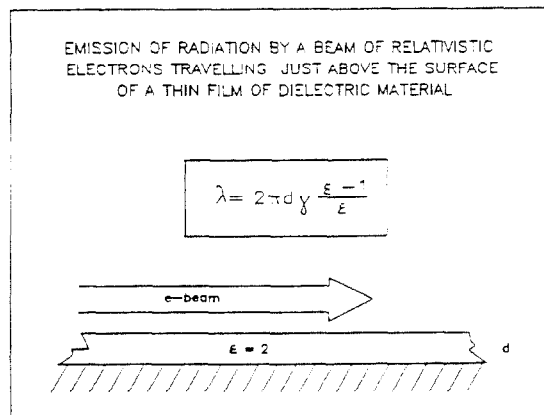 EMISSION OF RADIATION BY A BEAM OF RELATIVISTIC
ELECTRONS TRAVELLING JUST ABOVE THE SURFACE
OF A THIN FILM OF DIELECTRIC MATERIAL
λ = 2πdγ (ε − 1)/ε
e-beam
ε = 2
d